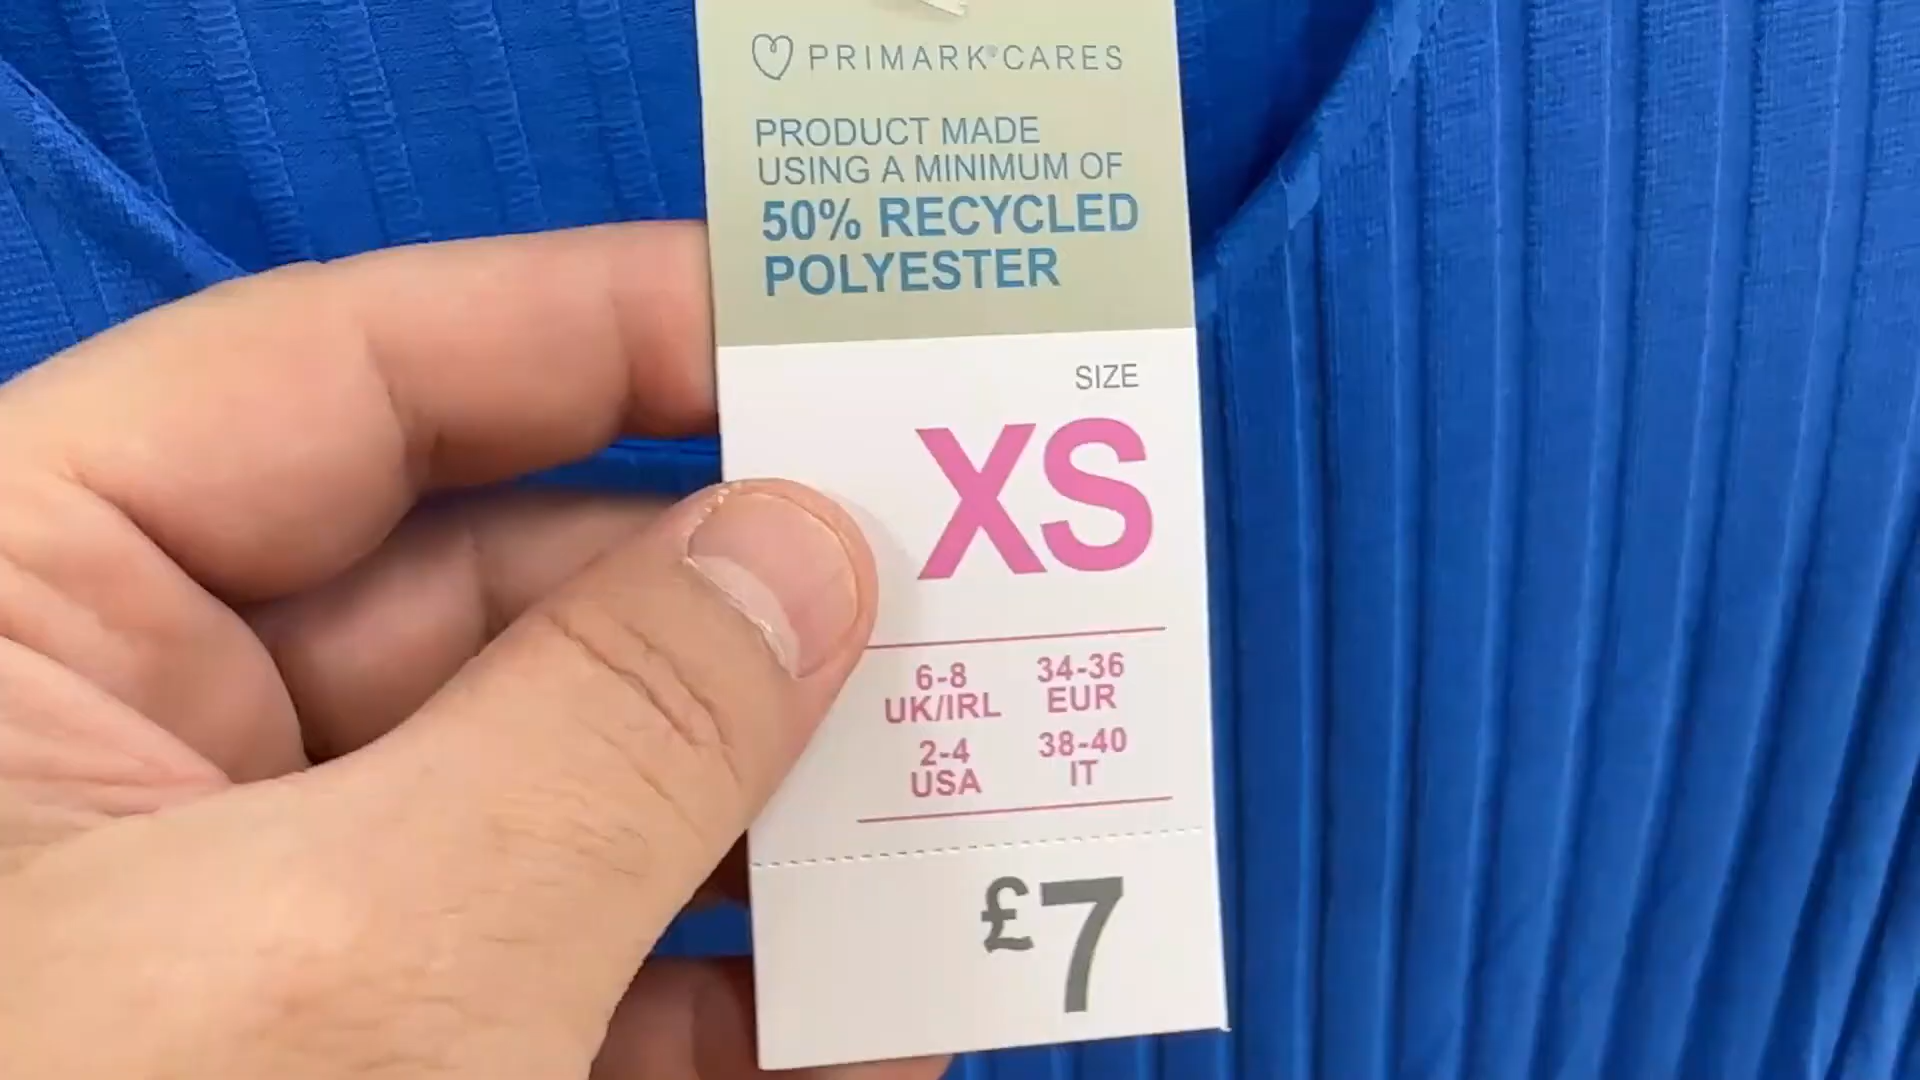 PRIMARK®CARES
PRODUCT MADE
USING A MINIMUM OF
50% RECYCLED
POLYESTER
SIZE
XS
6-8 34-36
UK/IRL EUR
2-4 38-40
USA IT
£7